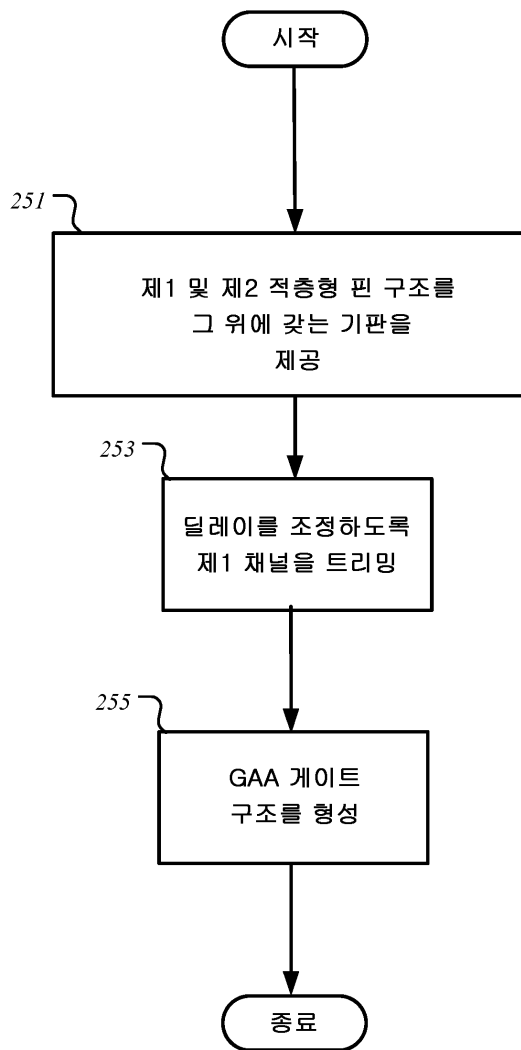 시작
251
제1 및 제2 적층형 핀 구조를
그 위에 갖는 기판을
제공
253
딜레이를 조정하도록
제1 채널을 트리밍
255
GAA 게이트
구조를 형성
종료